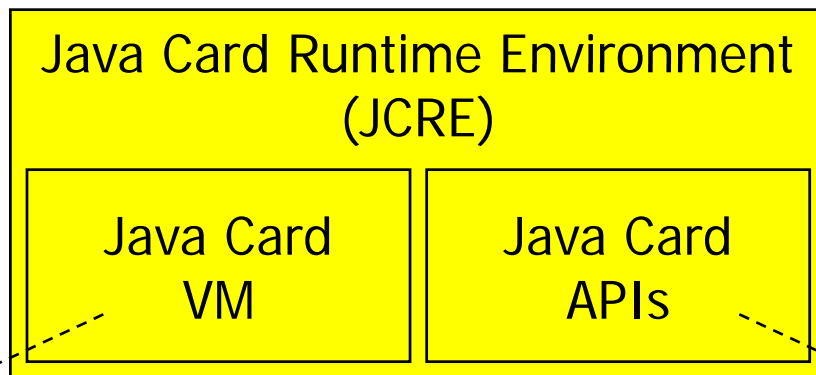 Java Card Runtime Environment
(JCRE)
Java Card
VM
Java Card
APIs